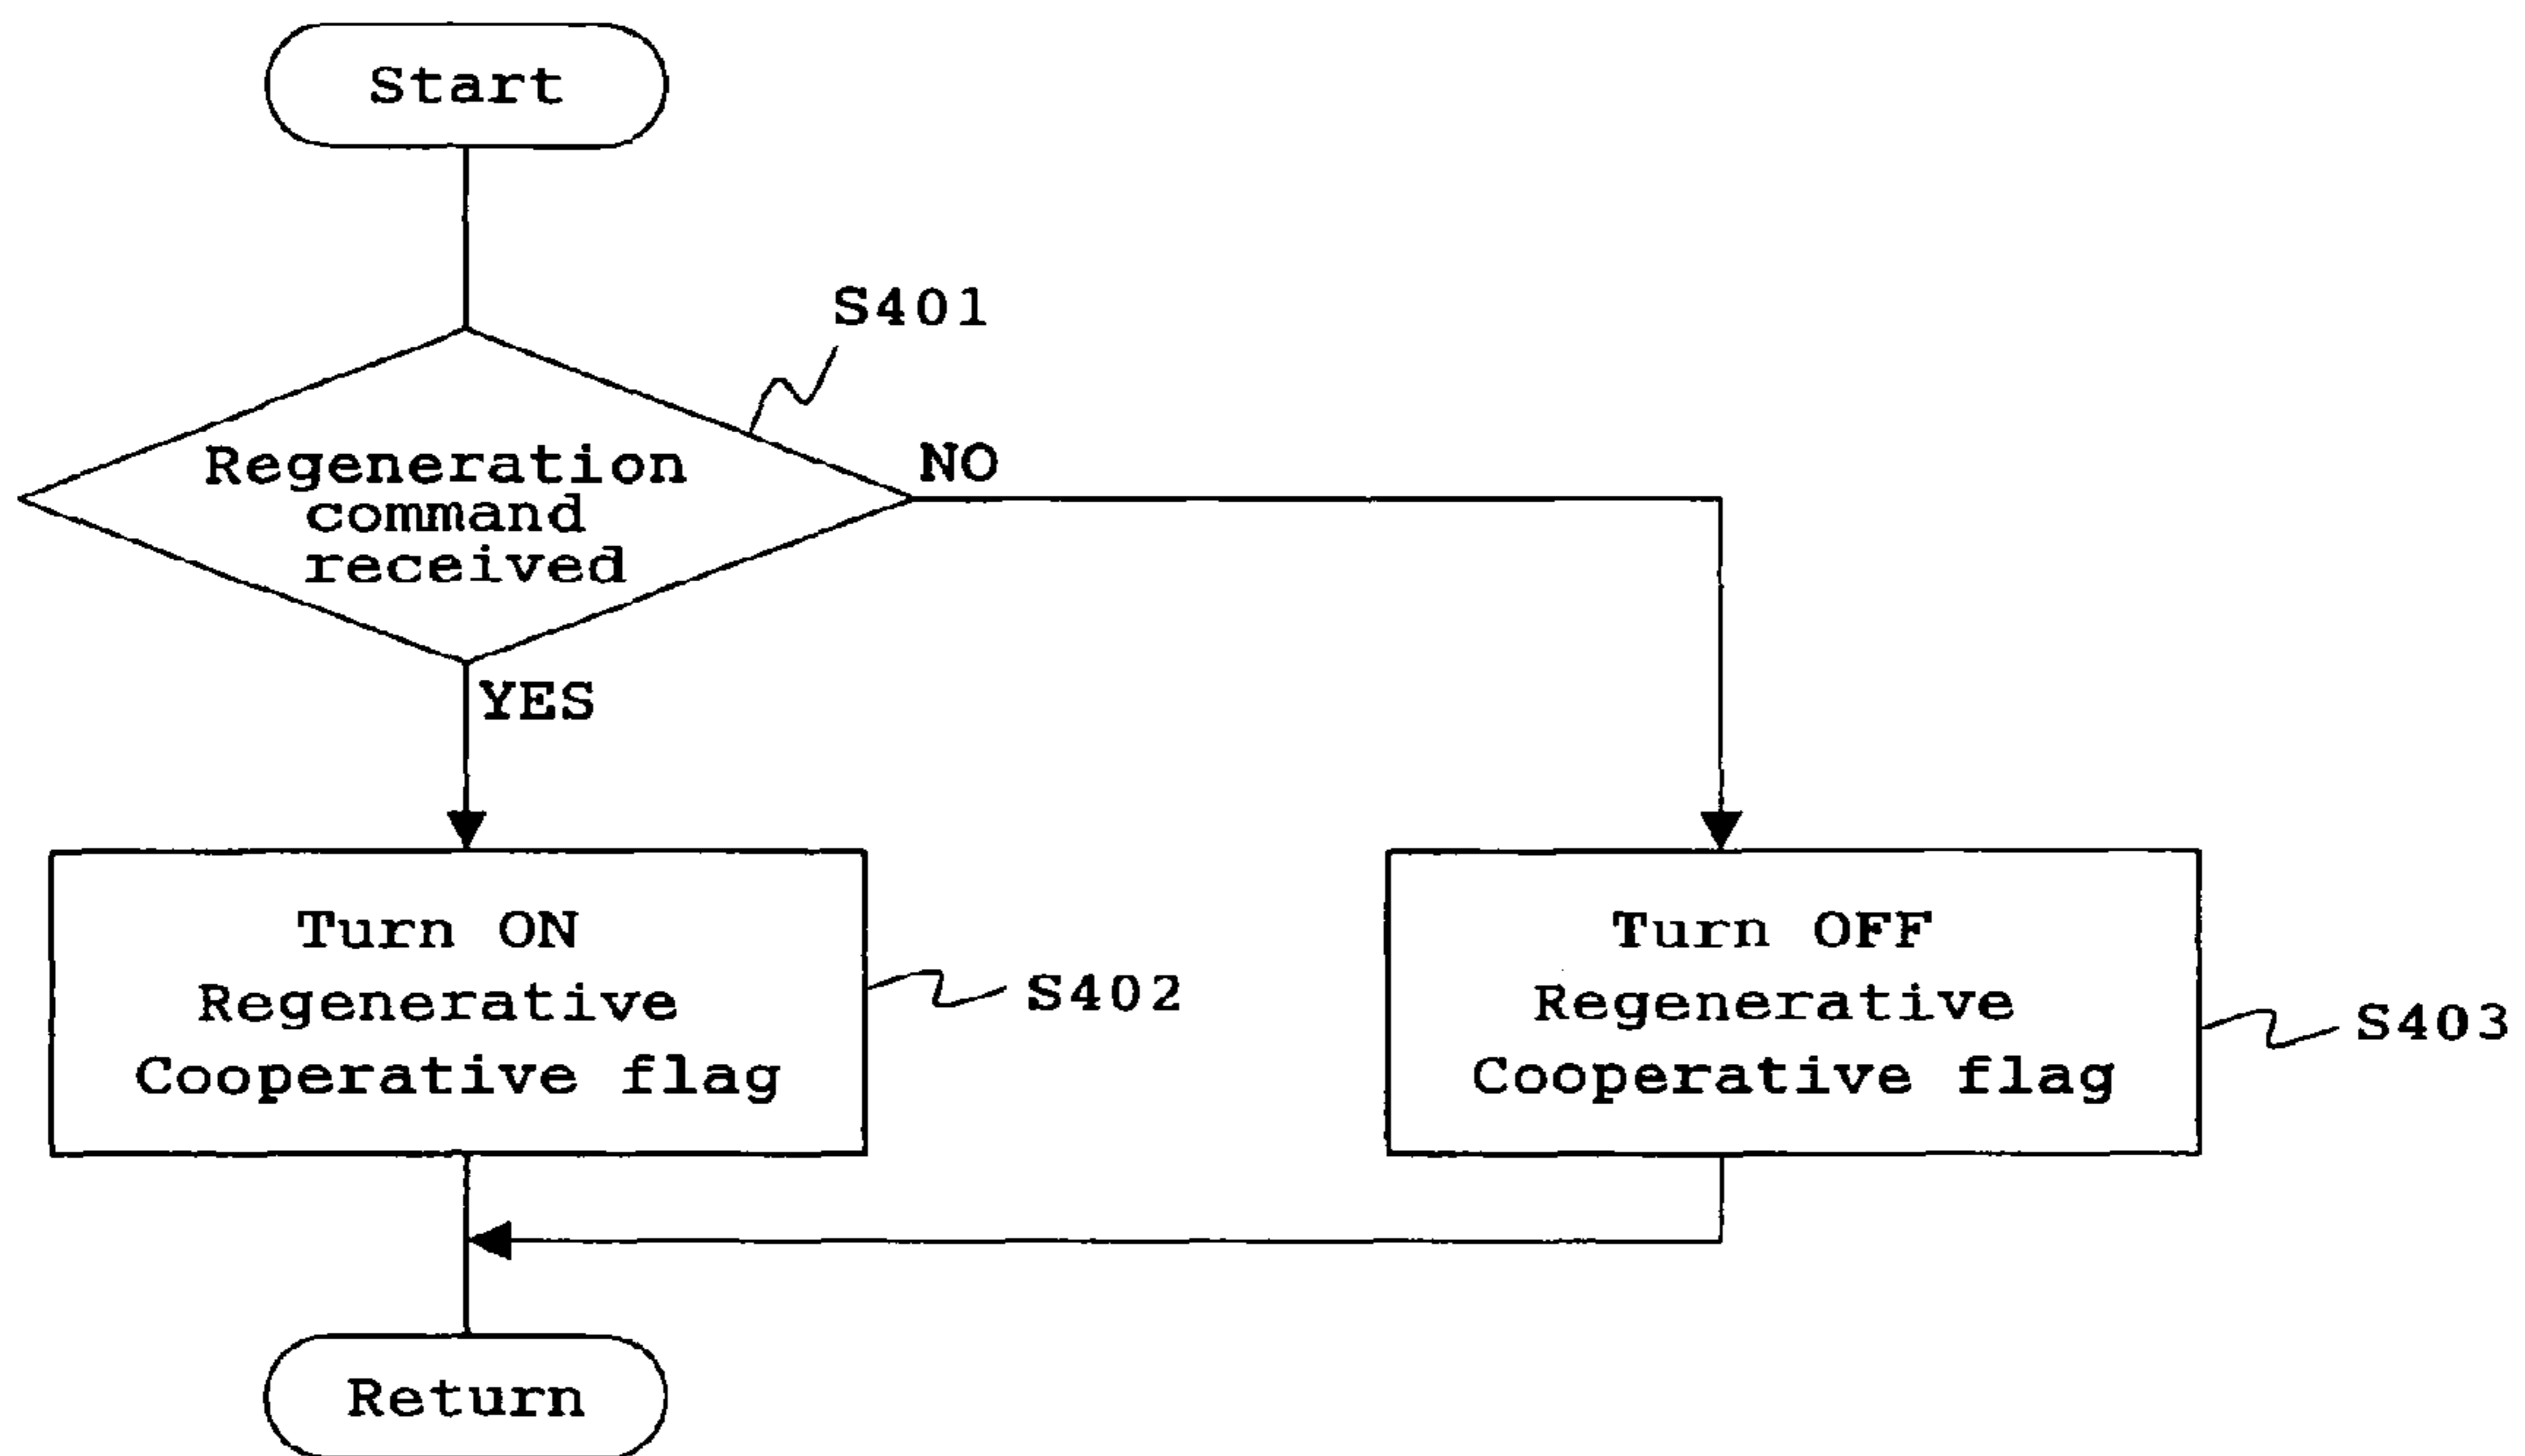 Start
S401
Regeneration
command
received
NO
YES
Turn ON
Regenerative
Cooperative flag
S402
Turn OFF
Regenerative
Cooperative flag
S403
Return